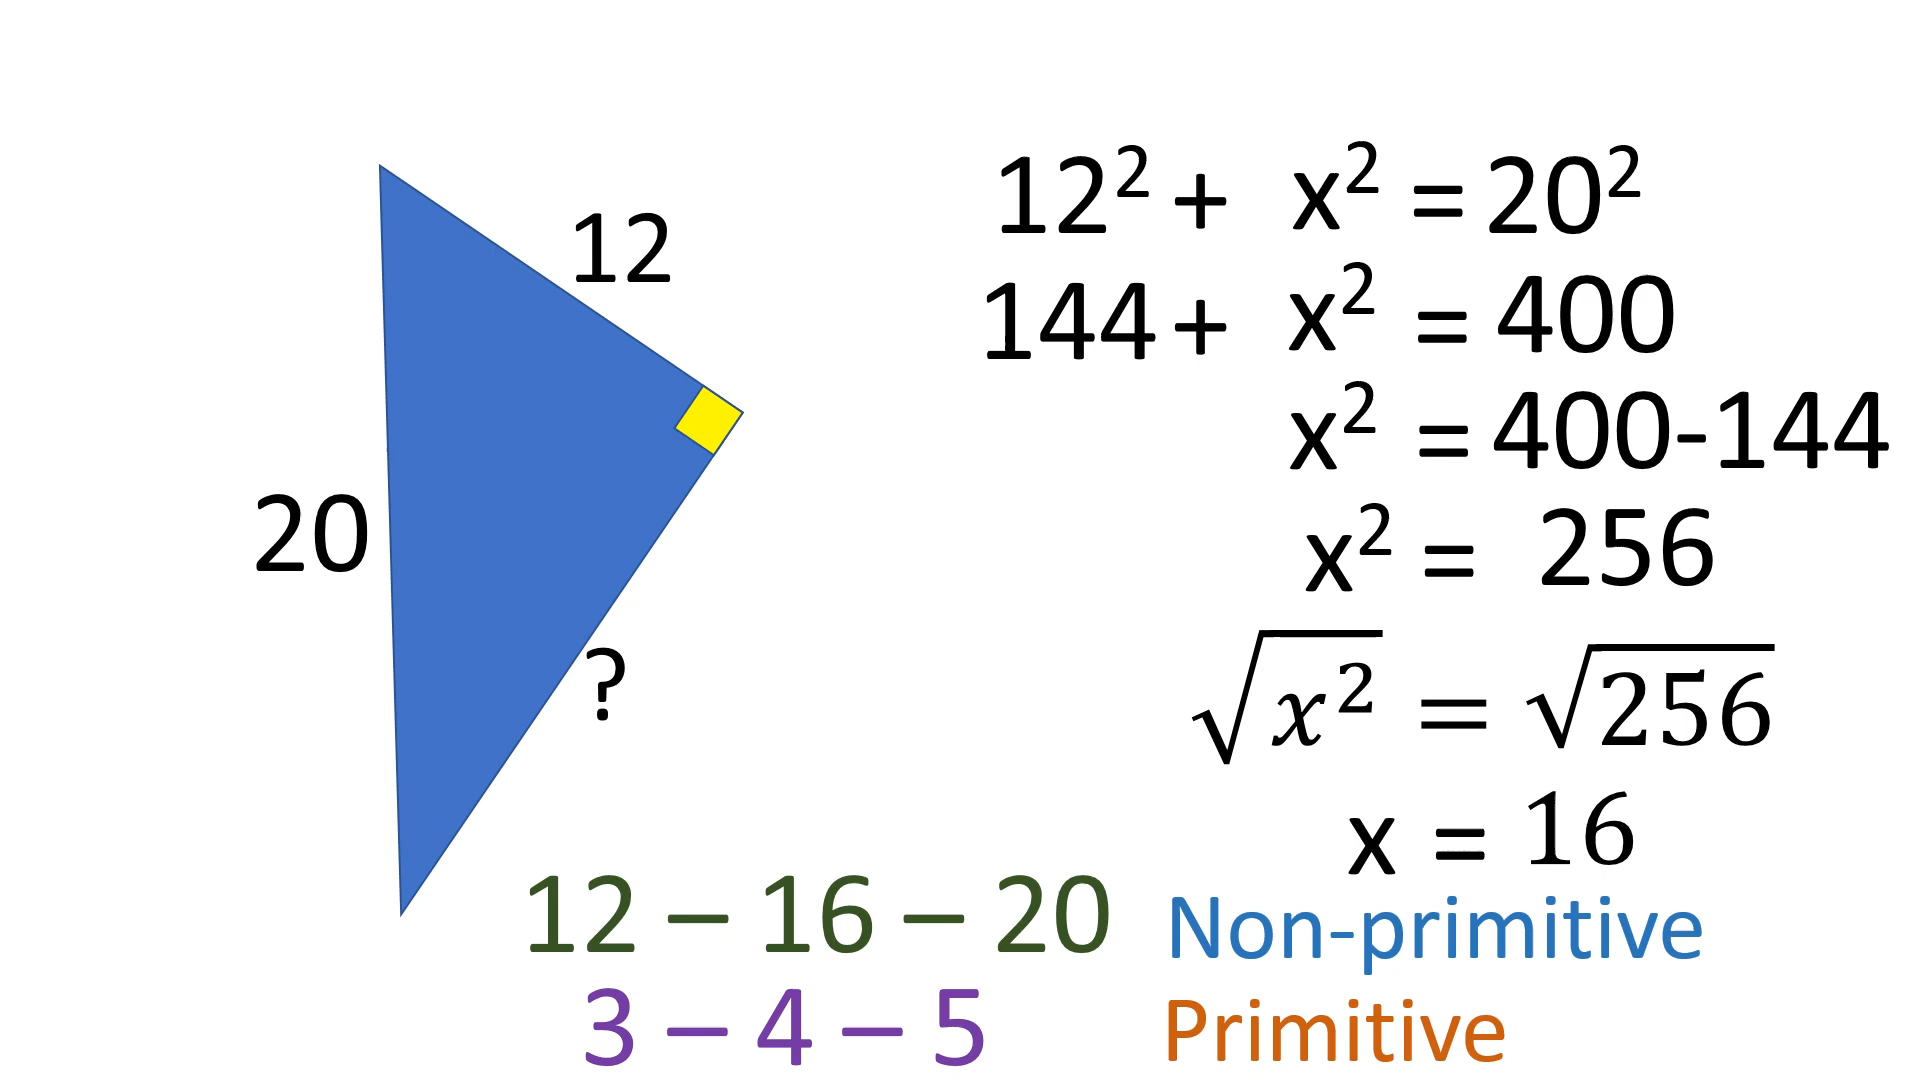 12
20
?
12² + x² = 20²
144 + x² = 400
x² = 400-144
x² = 256
√x² = √256
x = 16
12 – 16 – 20 Non-primitive
3 – 4 – 5 Primitive